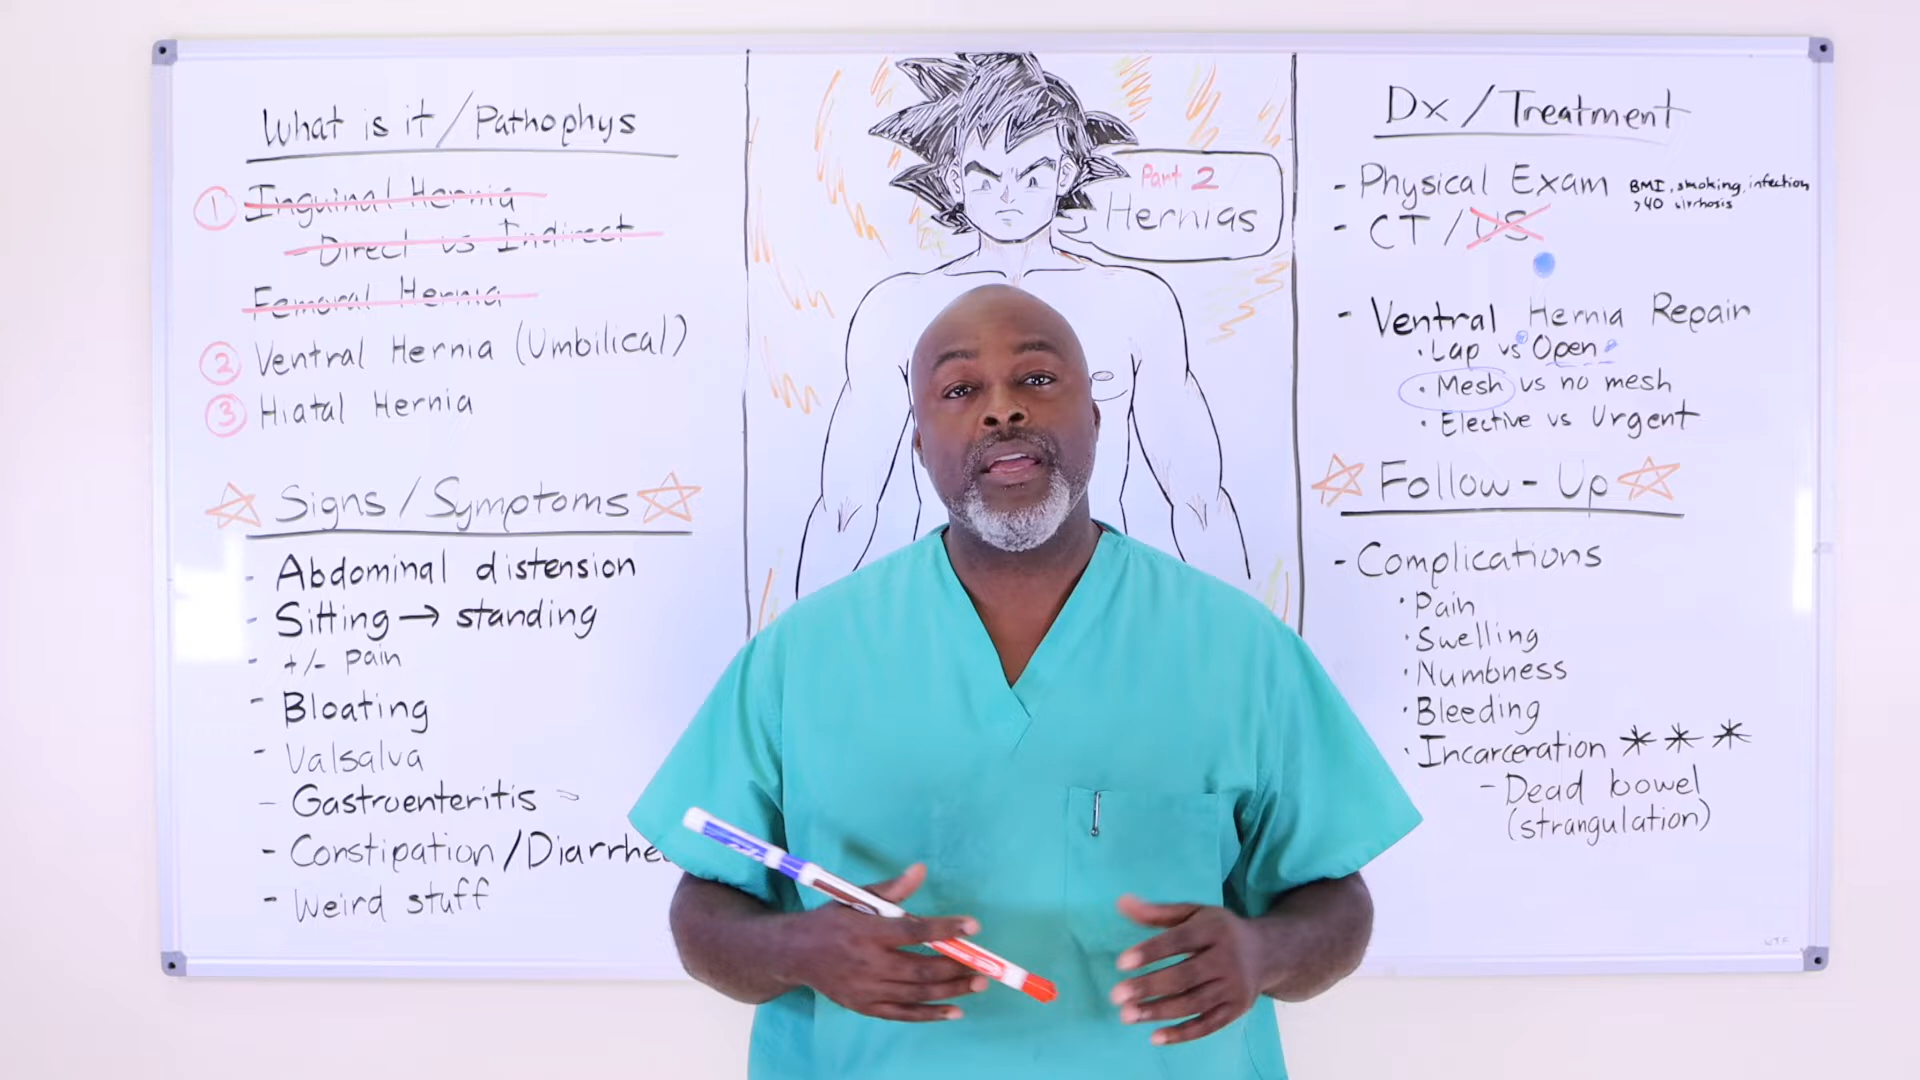 What is it / Pathophys
① Inguinal Hernia
- Direct vs Indirect
Femoral Hernia
② Ventral Hernia (Umbilical)
③ Hiatal Hernia
Signs / Symptoms
- Abdominal distension
- Sitting → standing
- +/- pain
- Bloating
- Valsalva
- Gastroenteritis
- Constipation/Diarrhe
- Weird stuff
Part 2
Hernias
Dx / Treatment
- Physical Exam BMI, smoking, infection
>40 cirrhosis
- CT / US
- Ventral Hernia Repair
· Lap vs Open
· Mesh vs no mesh
· Elective vs Urgent
Follow-Up
- Complications
· Pain
· Swelling
· Numbness
· Bleeding
· Incarceration * * *
- Dead bowel
(strangulation)